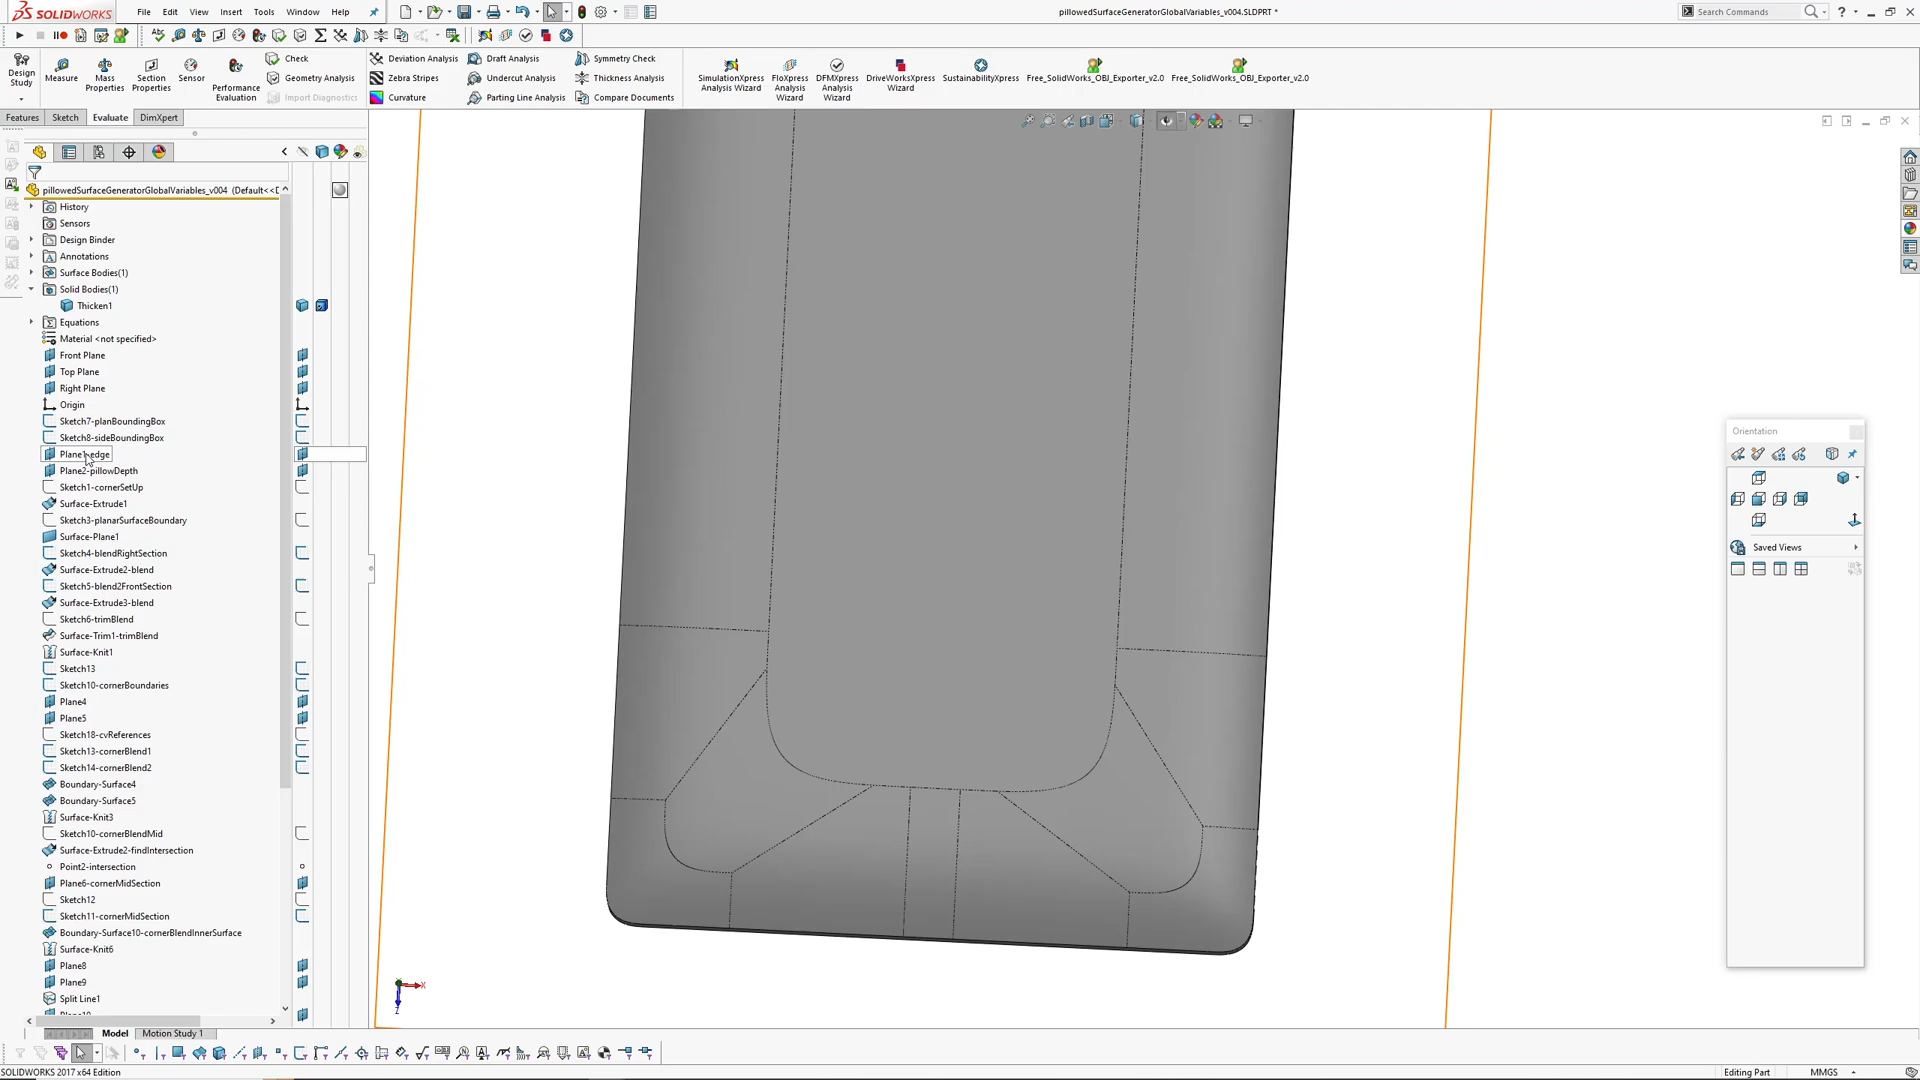 SOLIDWORKS File Edit View Insert Tools Window Help
pillowedSurfaceGeneratorGlobalVariables_v004.SLDPRT *
Search Commands
Design Study
Measure
Mass Properties
Section Properties
Sensor
Performance Evaluation
Check
Geometry Analysis
Import Diagnostics
Deviation Analysis
Zebra Stripes
Curvature
Draft Analysis
Undercut Analysis
Parting Line Analysis
Symmetry Check
Thickness Analysis
Compare Documents
SimulationXpress Analysis Wizard
FloXpress Analysis Wizard
DFMXpress Analysis Wizard
DriveWorksXpress Wizard
SustainabilityXpress
Free_SolidWorks_OBJ_Exporter_v2.0
Free_SolidWorks_OBJ_Exporter_v2.0
Features Sketch Evaluate DimXpert
pillowedSurfaceGeneratorGlobalVariables_v004 (Default<<D
History
Sensors
Design Binder
Annotations
Surface Bodies(1)
Solid Bodies(1)
Thicken1
Equations
Material <not specified>
Front Plane
Top Plane
Right Plane
Origin
Sketch7-planBoundingBox
Sketch8-sideBoundingBox
Plane1-edge
Plane2-pillowDepth
Sketch1-cornerSetUp
Surface-Extrude1
Sketch3-planarSurfaceBoundary
Surface-Plane1
Sketch4-blendRightSection
Surface-Extrude2-blend
Sketch5-blend2FrontSection
Surface-Extrude3-blend
Sketch6-trimBlend
Surface-Trim1-trimBlend
Surface-Knit1
Sketch13
Sketch10-cornerBoundaries
Plane4
Plane5
Sketch18-cvReferences
Sketch13-cornerBlend1
Sketch14-cornerBlend2
Boundary-Surface4
Boundary-Surface5
Surface-Knit3
Sketch10-cornerBlendMid
Surface-Extrude2-findIntersection
Point2-intersection
Plane6-cornerMidSection
Sketch12
Sketch11-cornerMidSection
Boundary-Surface10-cornerBlendInnerSurface
Surface-Knit6
Plane8
Plane9
Split Line1
Plane10
Orientation
Saved Views
X
Z
Model Motion Study 1
SOLIDWORKS 2017 x64 Edition
Editing Part
MMGS